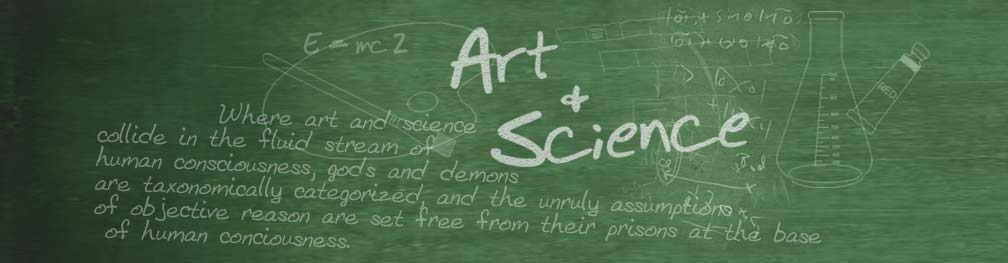 E = mc2
Art
+
Science
RED
Where art and science
collide in the fluid stream of
human consciousness, gods and demons
are taxonomically categorized, and the unruly assumptions
of objective reason are set free from their prisons at the base
of human conciousness.